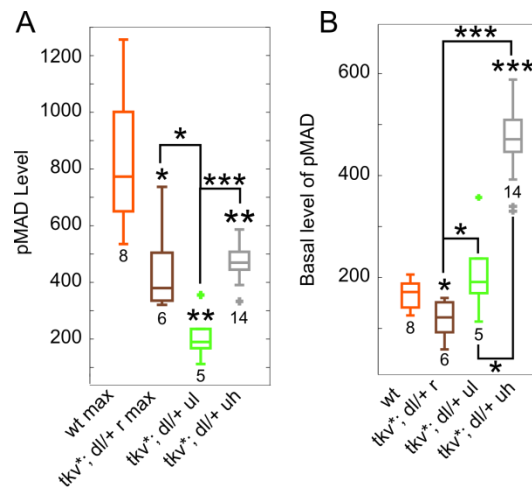 A
pMAD Level
1200
1000
800
600
400
200
8
*
6
*
**
5
***
**
14
wt max
tkv*; dl/+ r max
tkv*; dl/+ ul
tkv*; dl/+ uh
B
Basal level of pMAD
600
400
200
8
*
6
*
5
***
***
14
*
wt
tkv*; dl/+ r
tkv*; dl/+ ul
tkv*; dl/+ uh